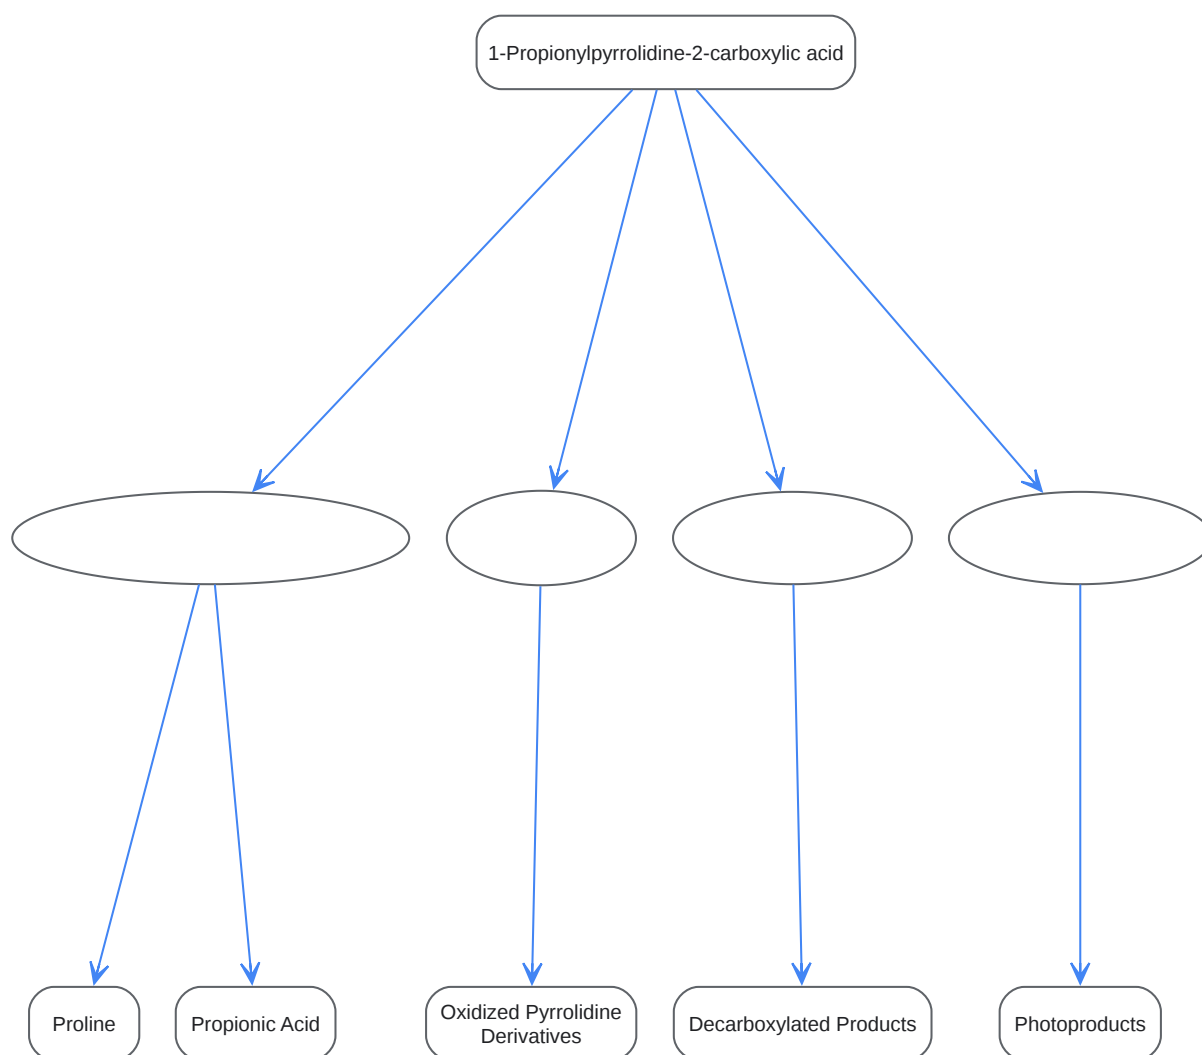 1-Propionylpyrrolidine-2-carboxylic acid
Proline
Propionic Acid
Oxidized Pyrrolidine
Derivatives
Decarboxylated Products
Photoproducts